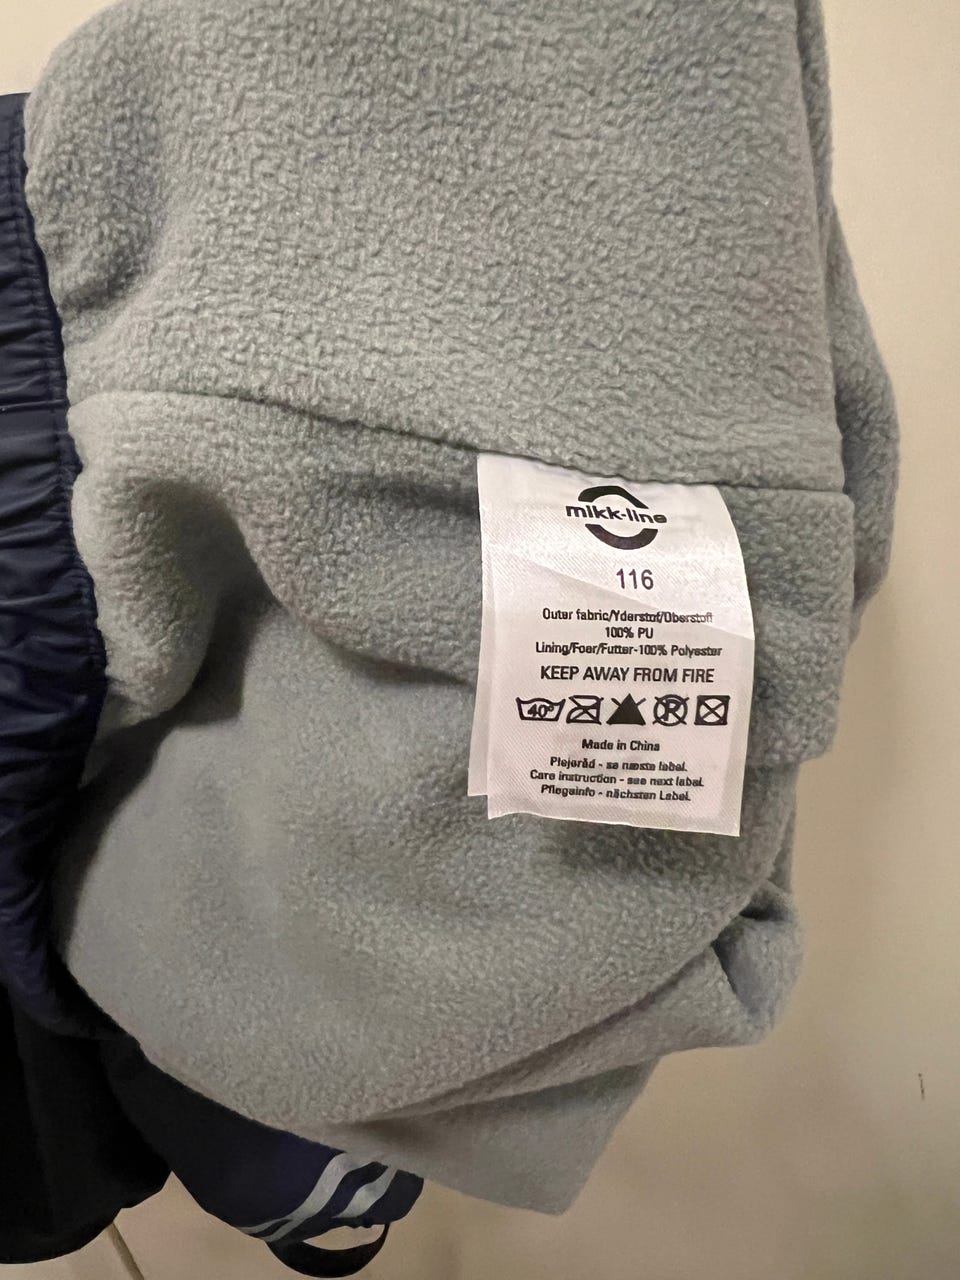 mikk-line
116
Outer fabric/Yderstof/Oberstoff
100% PU
Lining/Foer/Futter-100% Polyester
KEEP AWAY FROM FIRE
40° R
Made in China
Plejeråd - se næste label.
Care instruction - see next label.
Pflegeinfo - nächsten Label.